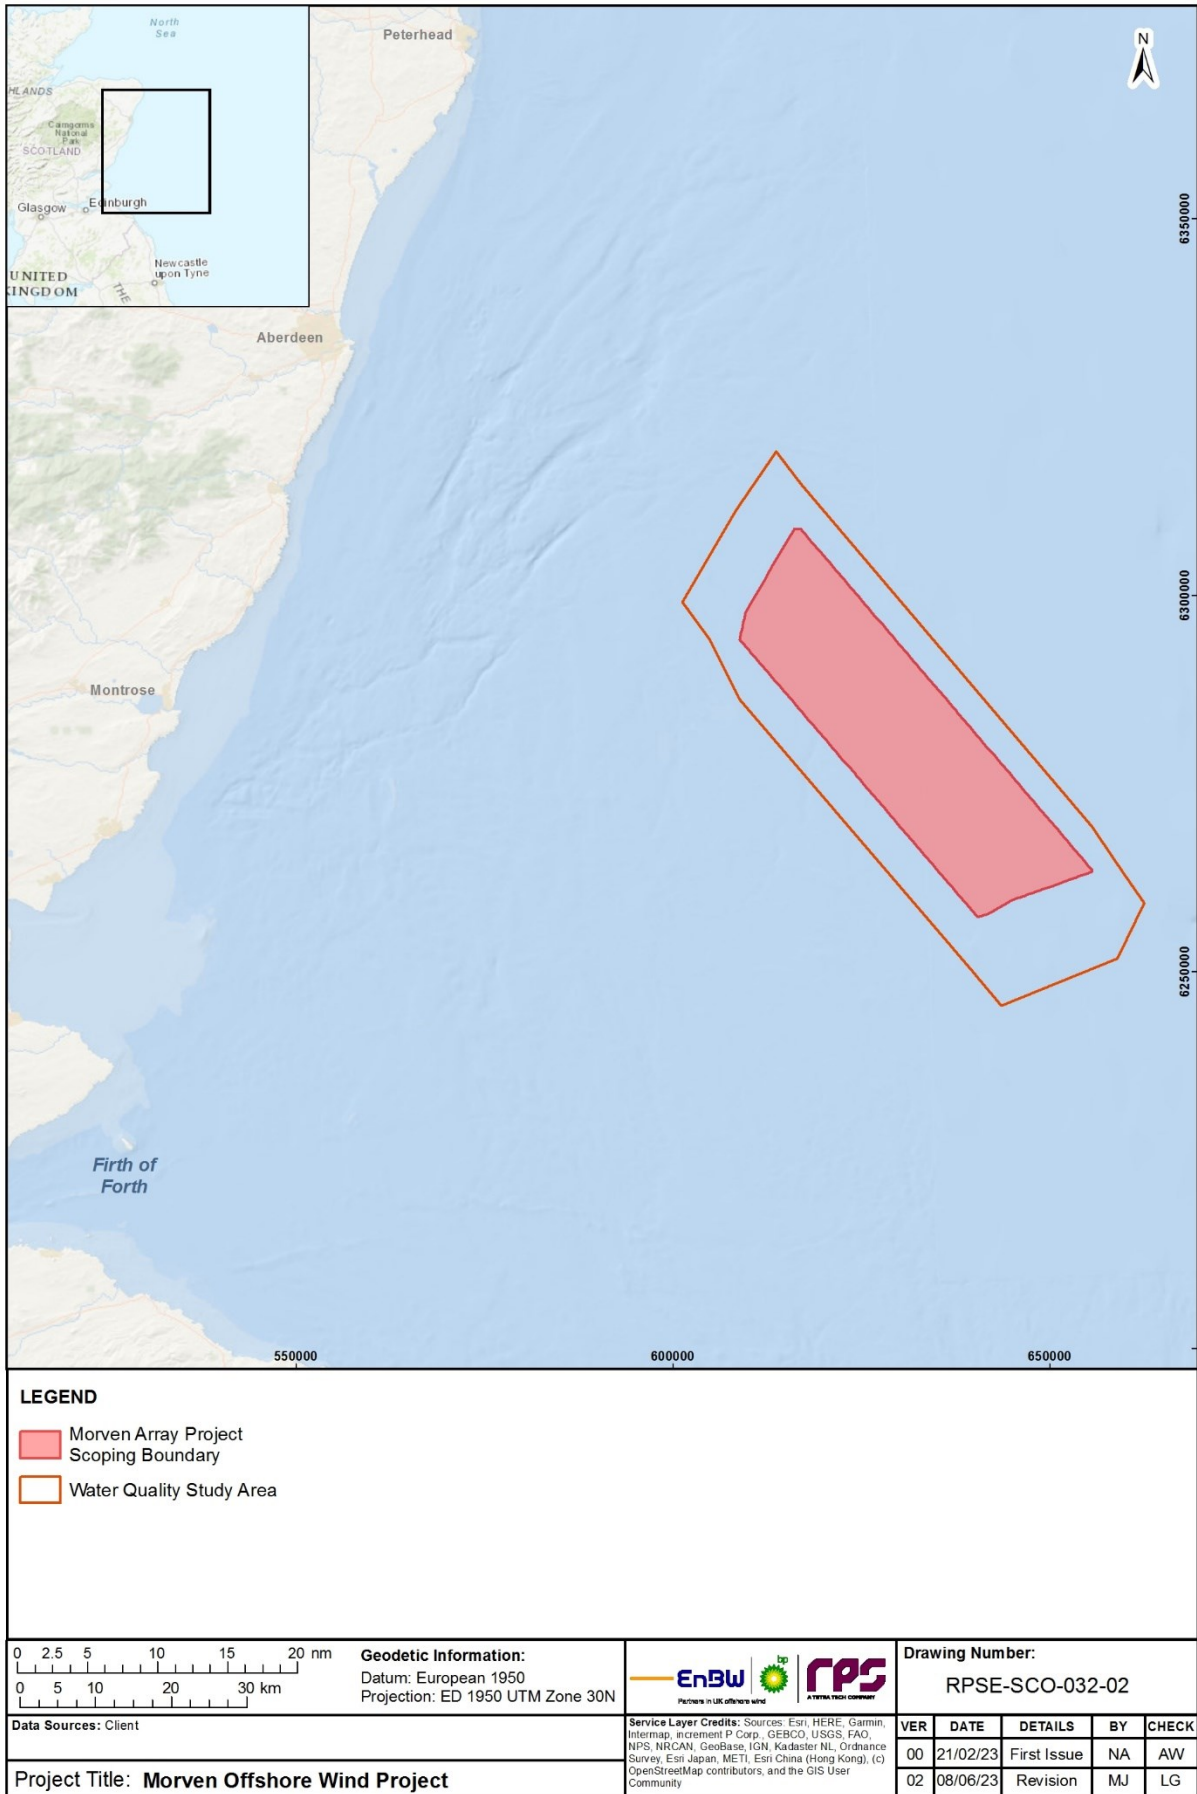 North
Sea
Peterhead
N
HLANDS
Cairngorms
National
Park
SCOTLAND
Glasgow
Edinburgh
Newcastle
upon Tyne
UNITED
KINGDOM
THE
6350000
Aberdeen
6300000
Montrose
6250000
Firth of
Forth
550000
600000
650000
LEGEND
Morven Array Project
Scoping Boundary
Water Quality Study Area
0 2.5 5 10 15 20 nm
0 5 10 20 30 km
Geodetic Information:
Datum: European 1950
Projection: ED 1950 UTM Zone 30N
EnBW
Partners in UK offshore wind
bp
rps
A TETRA TECH COMPANY
Drawing Number:
RPSE-SCO-032-02
Data Sources: Client
Project Title: Morven Offshore Wind Project
Service Layer Credits: Sources: Esri, HERE, Garmin,
Intermap, increment P Corp., GEBCO, USGS, FAO,
NPS, NRCAN, GeoBase, IGN, Kadaster NL, Ordnance
Survey, Esri Japan, METI, Esri China (Hong Kong), (c)
OpenStreetMap contributors, and the GIS User
Community
VER DATE DETAILS BY CHECK
00 21/02/23 First Issue NA AW
02 08/06/23 Revision MJ LG